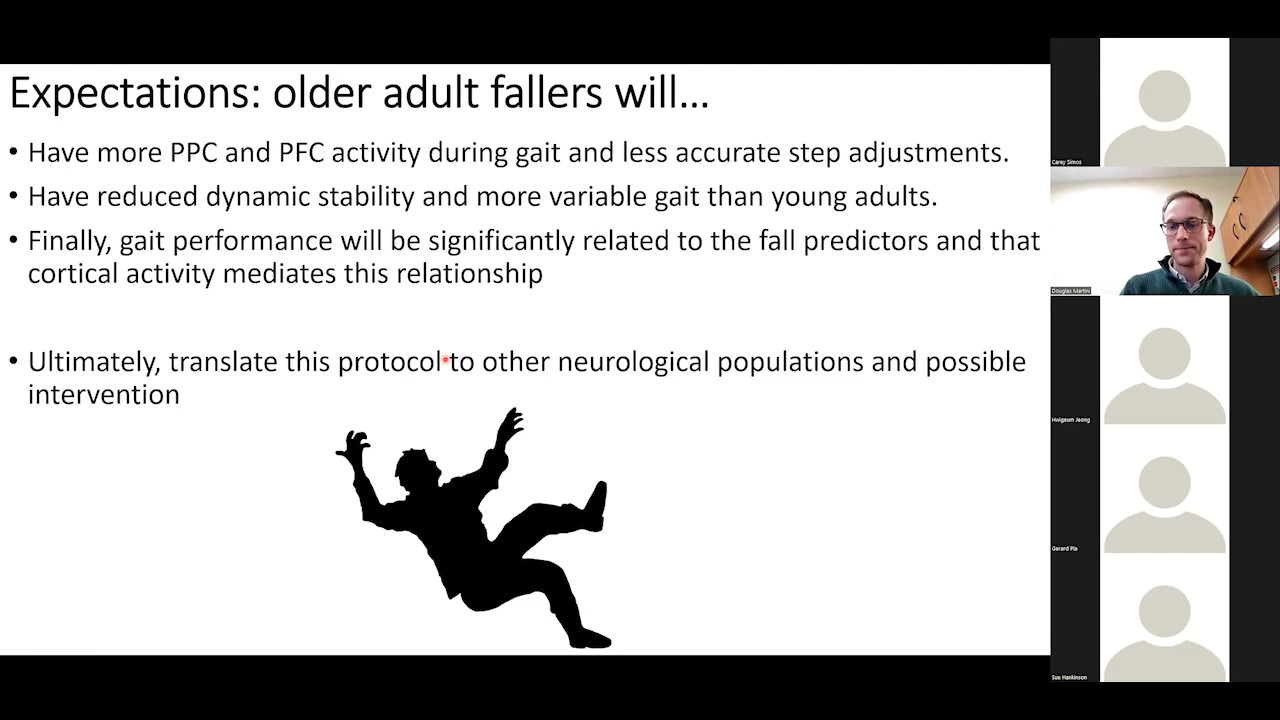 Expectations: older adult fallers will...
• Have more PPC and PFC activity during gait and less accurate step adjustments.
• Have reduced dynamic stability and more variable gait than young adults.
• Finally, gait performance will be significantly related to the fall predictors and that
cortical activity mediates this relationship
• Ultimately, translate this protocol to other neurological populations and possible
intervention
Carey Simos
Douglas Martini
Hwigeum Jeong
Gerard Pla
Sue Hankinson